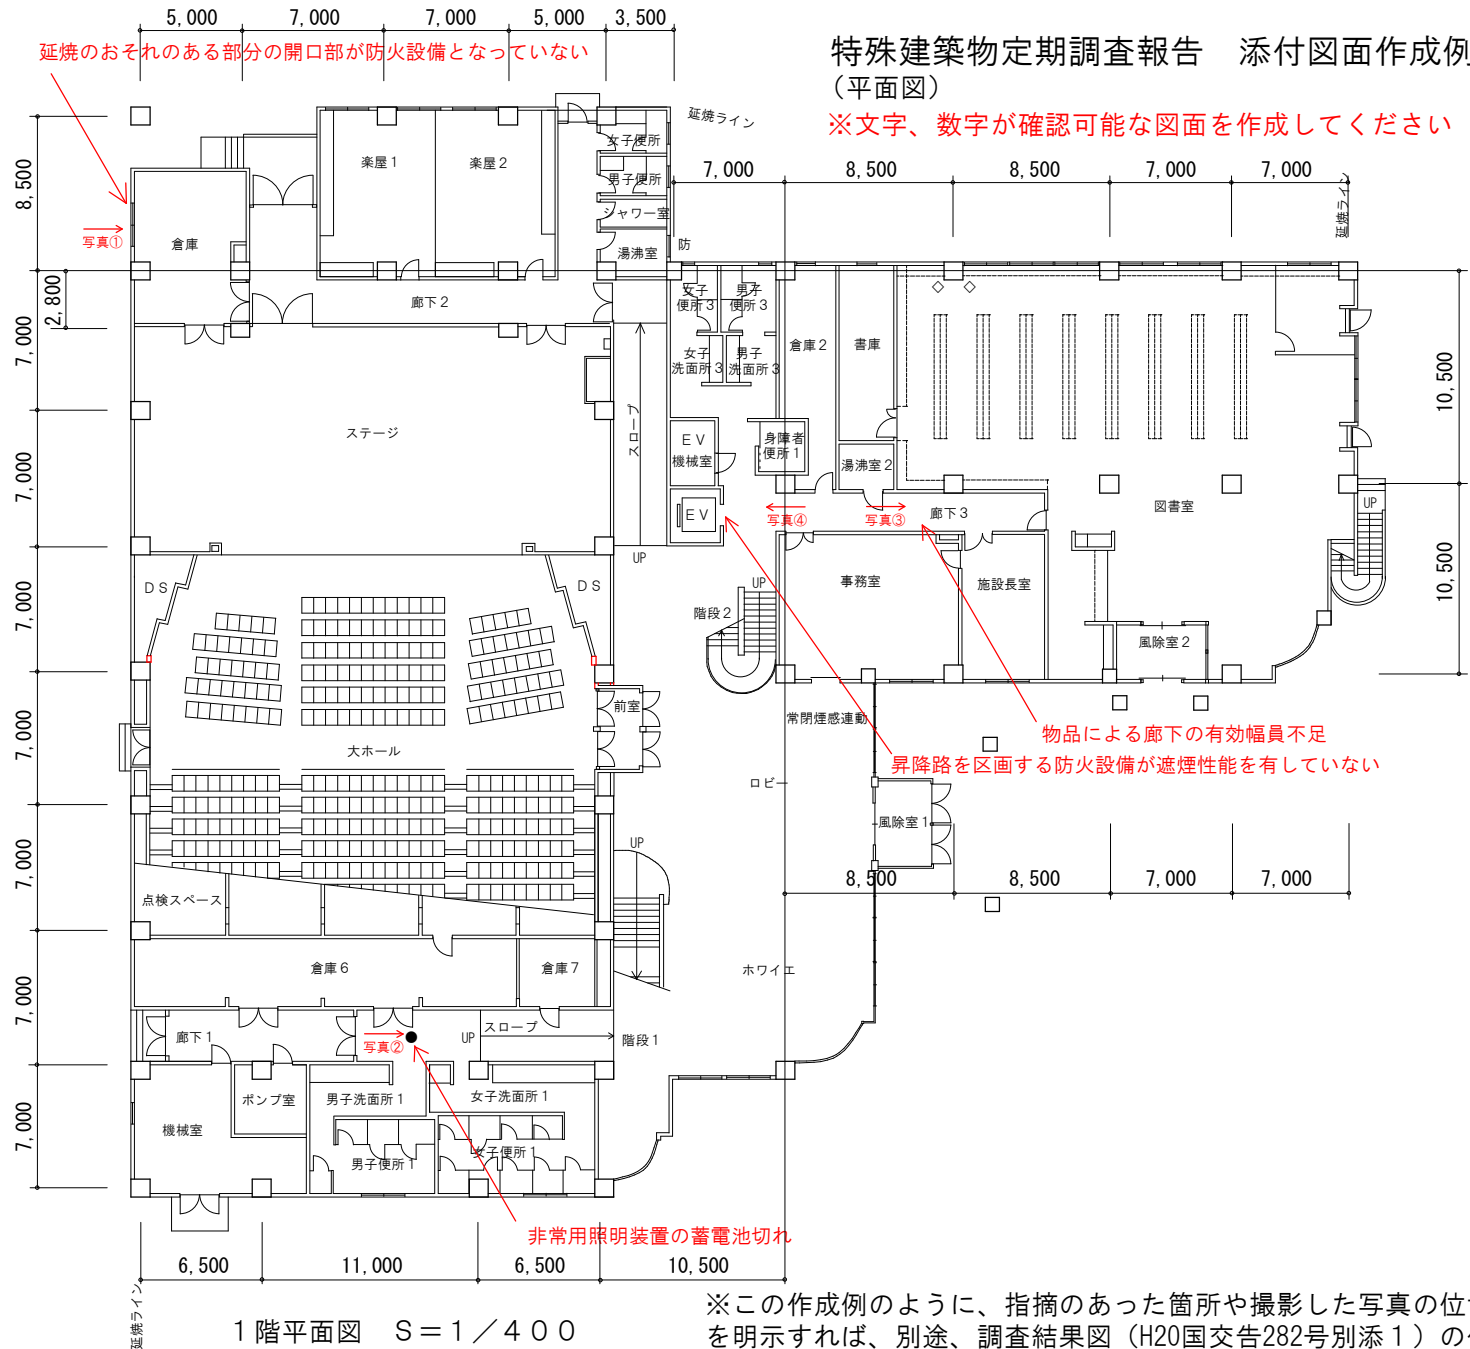 5,000
7,000
7,000
5,000
3,500
延焼のおそれのある部分の開口部が防火設備となっていない
特殊建築物定期調査報告　添付図面作成例
（平面図）
※文字、数字が確認可能な図面を作成してください
延焼ライン
7,000
8,500
8,500
7,000
7,000
延焼ライン
8,500
2,800
7,000
7,000
7,000
7,000
7,000
7,000
7,000
10,500
10,500
楽屋１
楽屋２
女子便所
男子便所
シャワー室
湯沸室
防
写真①
倉庫
廊下２
女子
便所３
男子
便所３
女子
洗面所３
男子
洗面所３
倉庫２
書庫
ステージ
スロープ
ＥＶ
機械室
身障者
便所１
湯沸室２
ＥＶ
写真④
写真③
廊下３
図書室
UP
UP
ＤＳ
ＤＳ
階段２
UP
事務室
施設長室
風除室２
前室
常閉煙感連動
物品による廊下の有効幅員不足
昇降路を区画する防火設備が遮煙性能を有していない
大ホール
ロビー
風除室１
UP
8,500
8,500
7,000
7,000
点検スペース
倉庫６
倉庫７
ホワイエ
廊下１
写真②
UP
スロープ
階段１
ポンプ室
男子洗面所１
女子洗面所１
機械室
男子便所１
女子便所１
非常用照明装置の蓄電池切れ
6,500
11,000
6,500
10,500
延焼ライン
１階平面図　Ｓ＝１／４００
※この作成例のように、指摘のあった箇所や撮影した写真の位
を明示すれば、別途、調査結果図（H20国交告282号別添１）の